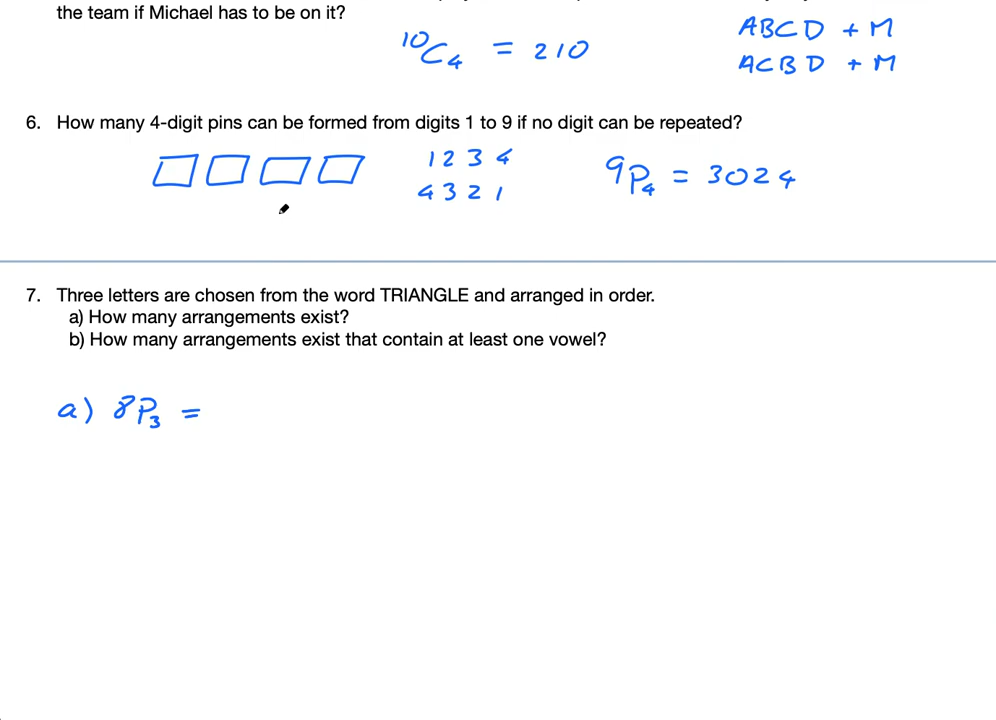 the team if Michael has to be on it?
¹⁰C₄ = 210
ABCD + M
ACBD + M
6. How many 4-digit pins can be formed from digits 1 to 9 if no digit can be repeated?
1 2 3 4
4 3 2 1
⁹P₄ = 3024
7. Three letters are chosen from the word TRIANGLE and arranged in order.
a) How many arrangements exist?
b) How many arrangements exist that contain at least one vowel?
a) 8P₃ =